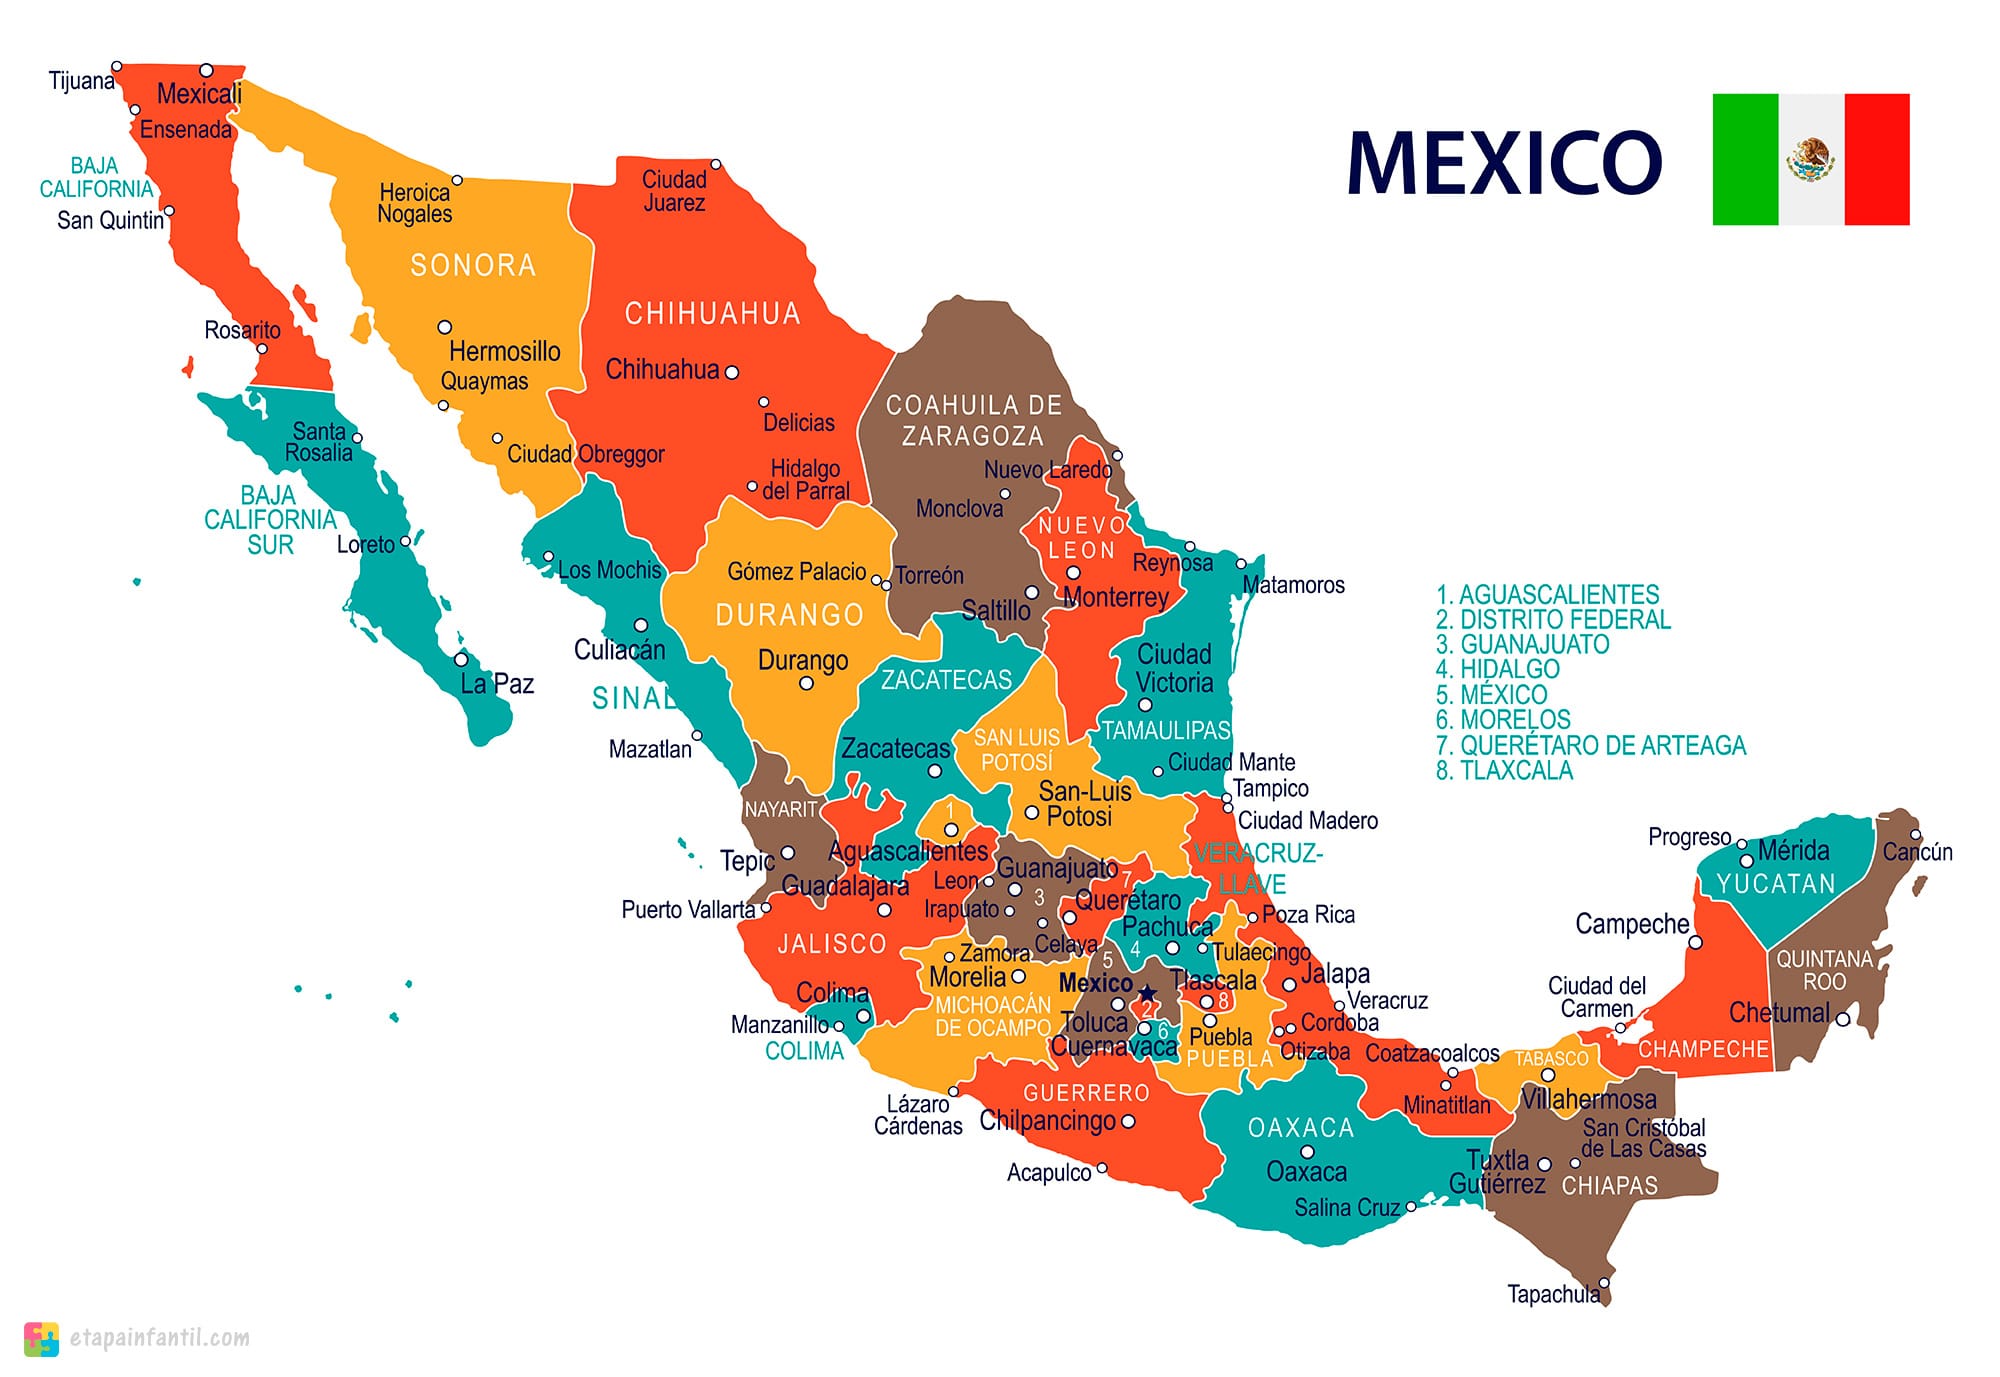 MEXICO
Tijuana
Mexicali
Ensenada
BAJA
CALIFORNIA
San Quintin
Rosarito
Heroica
Nogales
SONORA
Hermosillo
Quaymas
Ciudad Obreggor
Ciudad
Juarez
CHIHUAHUA
Chihuahua
Delicias
Hidalgo
del Parral
COAHUILA DE
ZARAGOZA
Nuevo Laredo
Monclova
NUEVO
LEON
Saltillo
Monterrey
Reynosa
Matamoros
Santa
Rosalia
BAJA
CALIFORNIA
SUR
Loreto
La Paz
Los Mochis
Culiacán
SINAL
Mazatlan
Gómez Palacio
Torreón
DURANGO
Durango
ZACATECAS
Zacatecas
SAN LUIS
POTOSÍ
San-Luis
Potosi
Ciudad
Victoria
TAMAULIPAS
Ciudad Mante
Tampico
Ciudad Madero
1. AGUASCALIENTES
2. DISTRITO FEDERAL
3. GUANAJUATO
4. HIDALGO
5. MÉXICO
6. MORELOS
7. QUERÉTARO DE ARTEAGA
8. TLAXCALA
NAYARIT
Tepic
1
Aguascalientes
Guadalajara
Puerto Vallarta
JALISCO
Leon
Guanajuato
Irapuato
3
Celaya
7
Querétaro
VERACRUZ-
LLAVE
Poza Rica
Pachuca
4
Tulaecingo
Zamora
Morelia
MICHOACÁN
DE OCAMPO
5
Mexico
2
Toluca
Cuernavaca
6
Tlascala
8
Puebla
PUEBLA
Jalapa
Veracruz
Cordoba
Otizaba
Colima
Manzanillo
COLIMA
Lázaro
Cárdenas
GUERRERO
Chilpancingo
Acapulco
OAXACA
Oaxaca
Salina Cruz
Coatzacoalcos
Minatitlan
TABASCO
Villahermosa
San Cristóbal
de Las Casas
Tuxtla
Gutiérrez
CHIAPAS
Tapachula
Progreso
Mérida
YUCATAN
Cancún
Campeche
QUINTANA
ROO
Chetumal
Ciudad del
Carmen
CHAMPECHE
etapainfantil.com